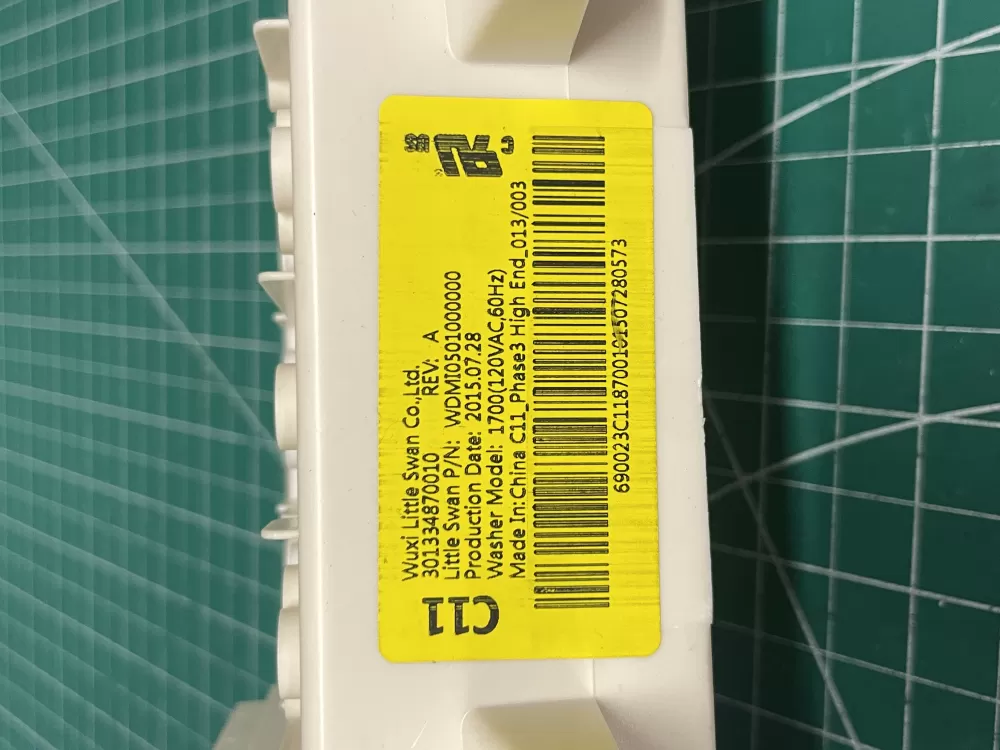 Wuxi Little Swan Co.,Ltd.
301334870010 REV: A
Little Swan P/N: WDMI0501000000
Production Date: 2015.07.28
Washer Model: 1700(120VAC,60Hz)
Made In:China C11_Phase3 High End_013/003
690023C1187001001507280573
C11